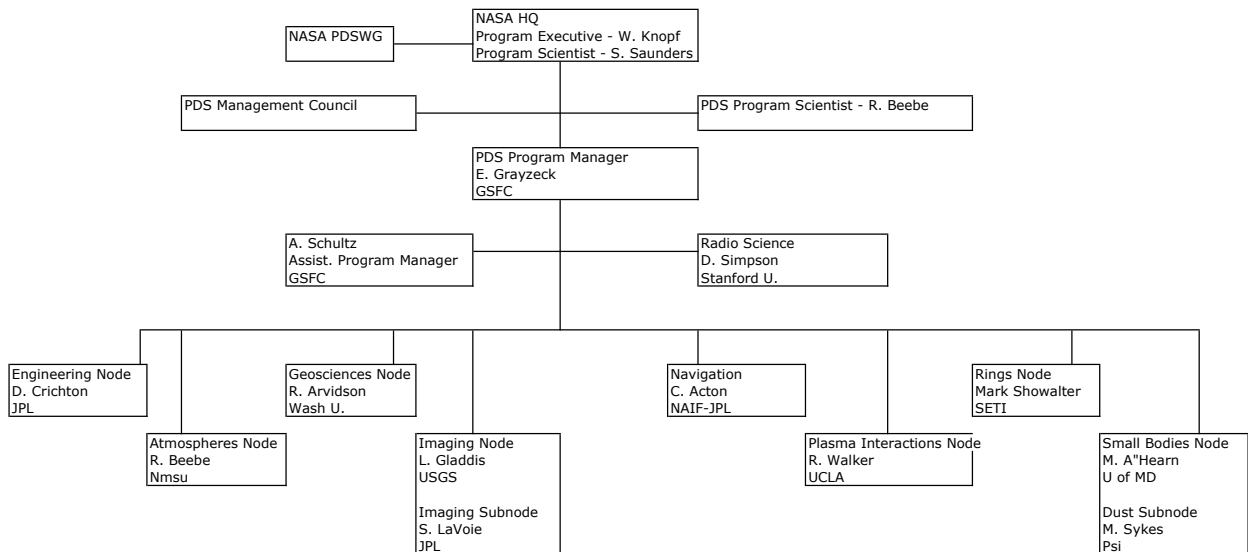 NASA HQ
Program Executive - W. Knopf
Program Scientist - S. Saunders
NASA PDSWG
PDS Management Council
PDS Program Scientist - R. Beebe
PDS Program Manager
E. Grayzeck
GSFC
A. Schultz
Assist. Program Manager
GSFC
Radio Science
D. Simpson
Stanford U.
Engineering Node
D. Crichton
JPL
Geosciences Node
R. Arvidson
Wash U.
Navigation
C. Acton
NAIF-JPL
Rings Node
Mark Showalter
SETI
Atmospheres Node
R. Beebe
Nmsu
Imaging Node
L. Gladdis
USGS
Imaging Subnode
S. LaVoie
JPL
Plasma Interactions Node
R. Walker
UCLA
Small Bodies Node
M. A"Hearn
U of MD
Dust Subnode
M. Sykes
Psi